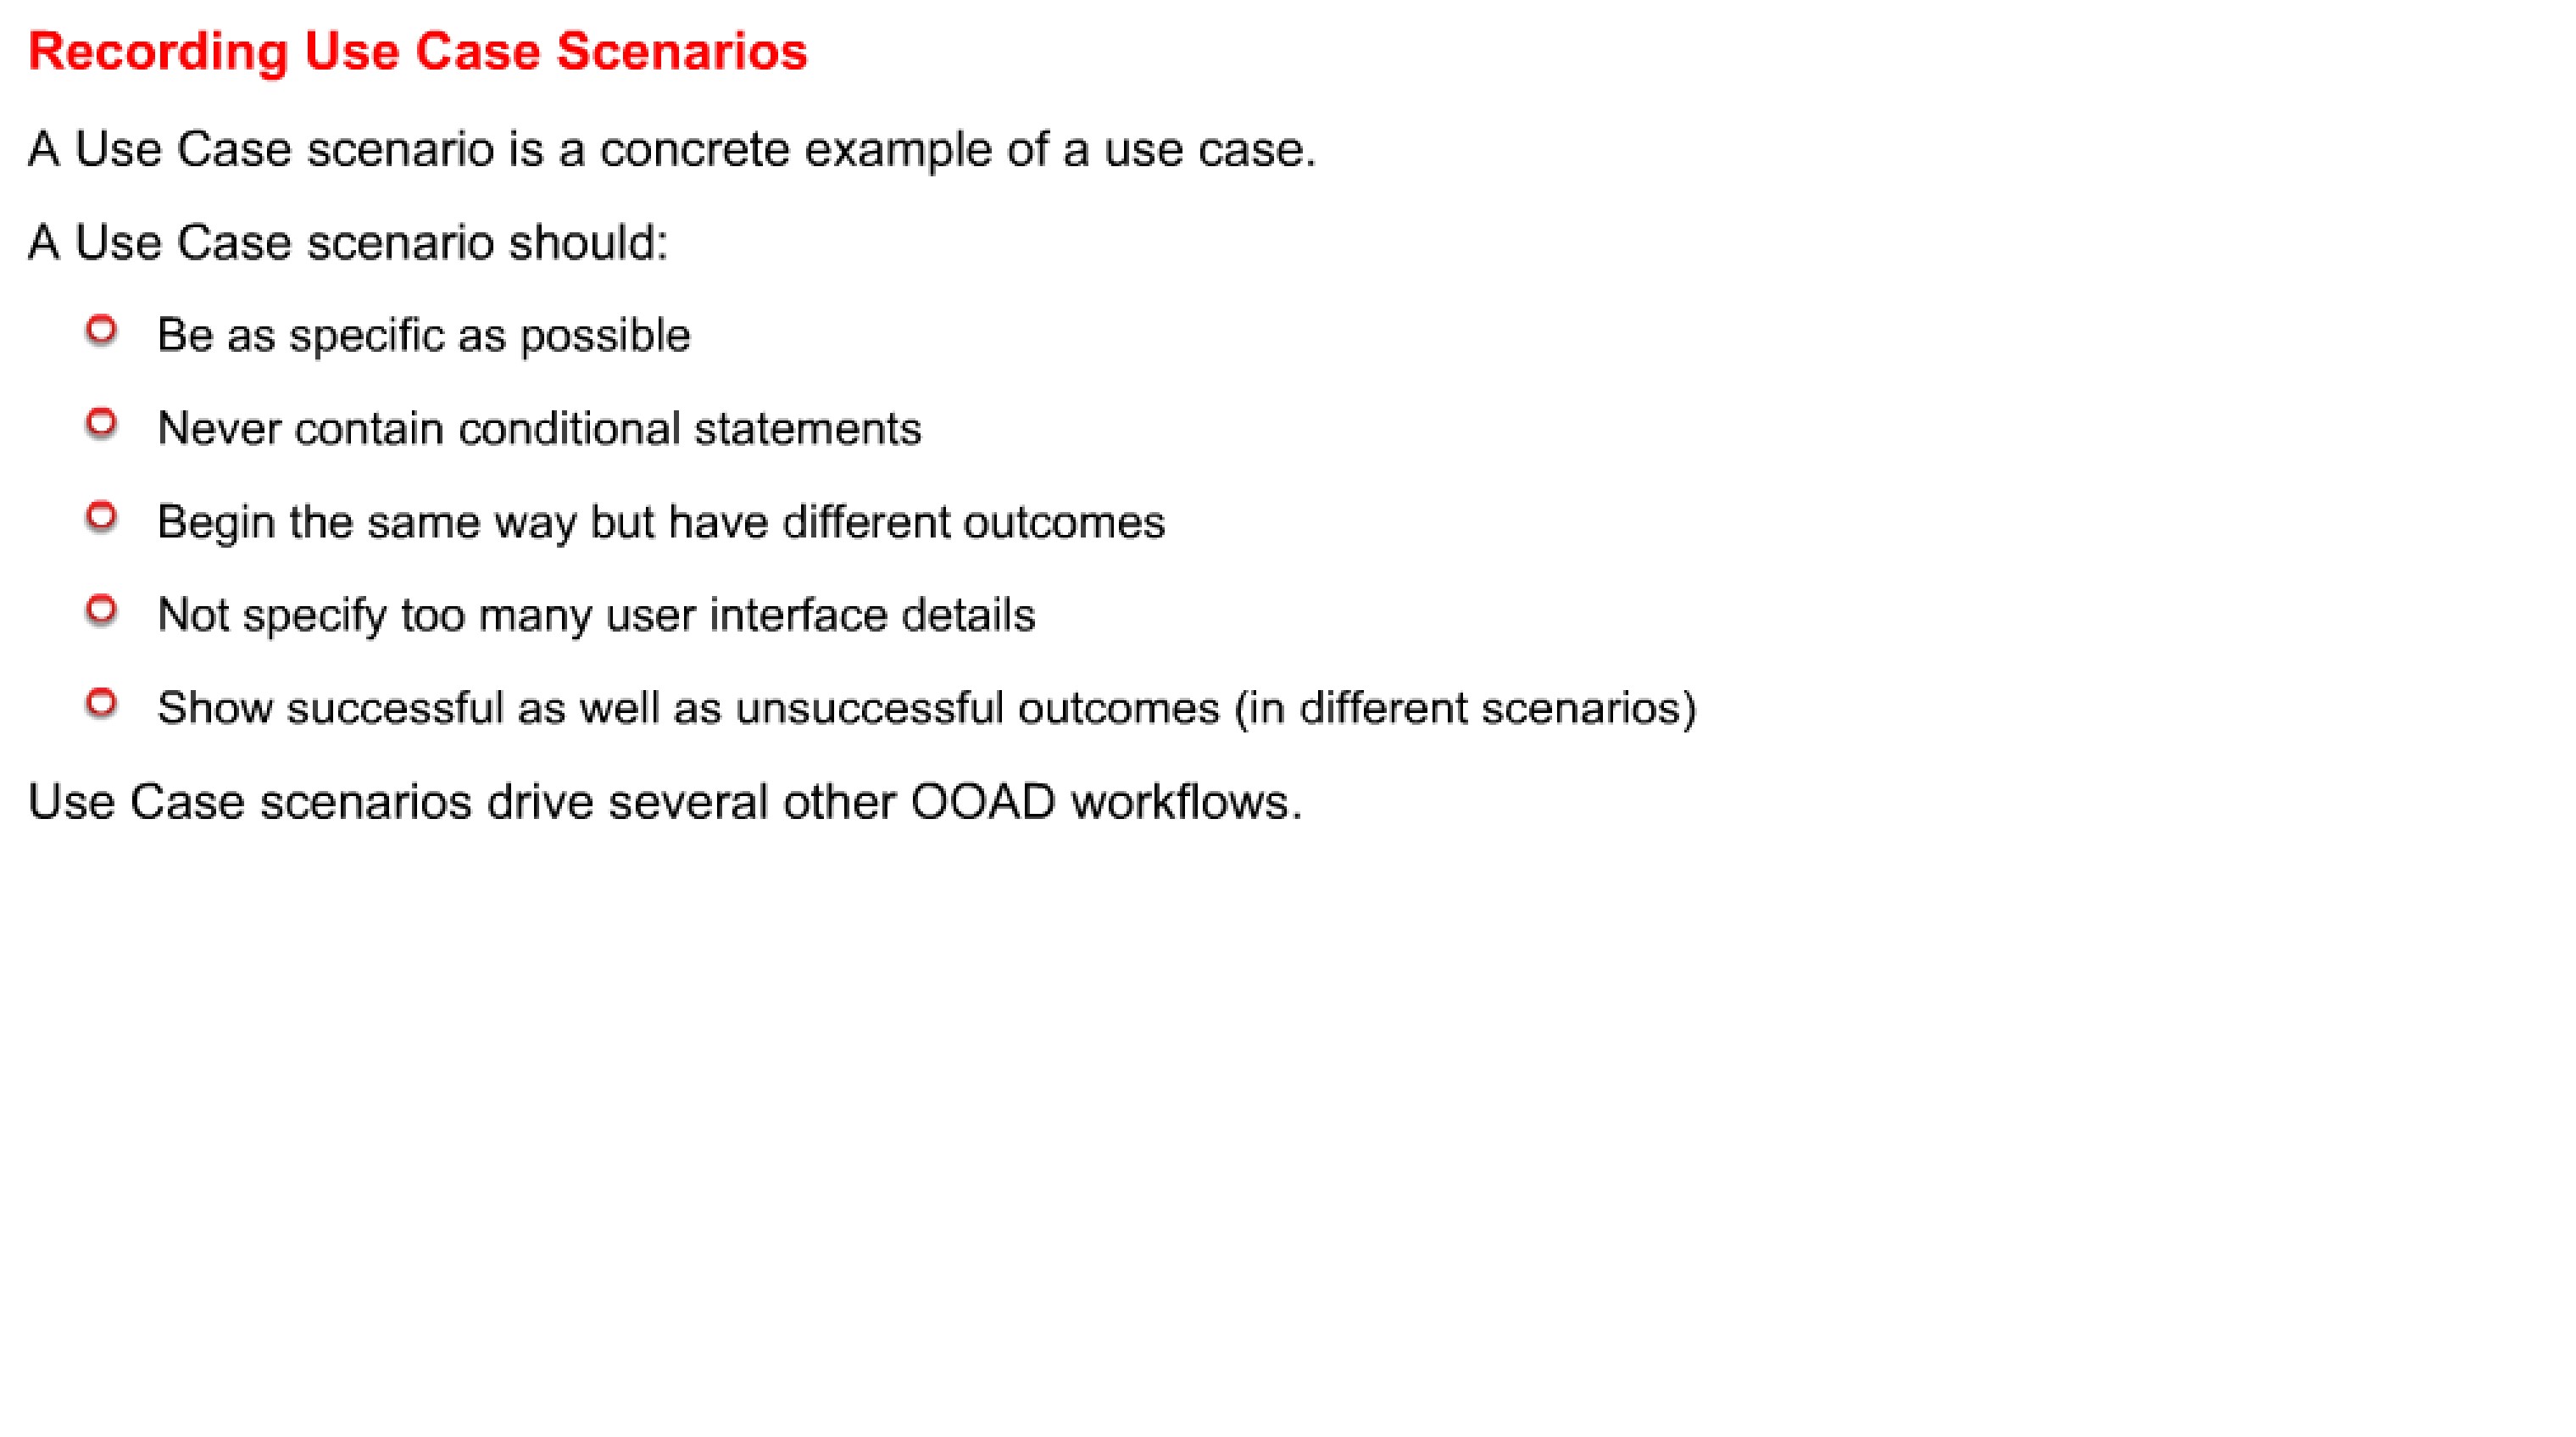 Recording Use Case Scenarios
A Use Case scenario is a concrete example of a use case.
A Use Case scenario should:
Be as specific as possible
Never contain conditional statements
Begin the same way but have different outcomes
Not specify too many user interface details
Show successful as well as unsuccessful outcomes (in different scenarios)
Use Case scenarios drive several other OOAD workflows.